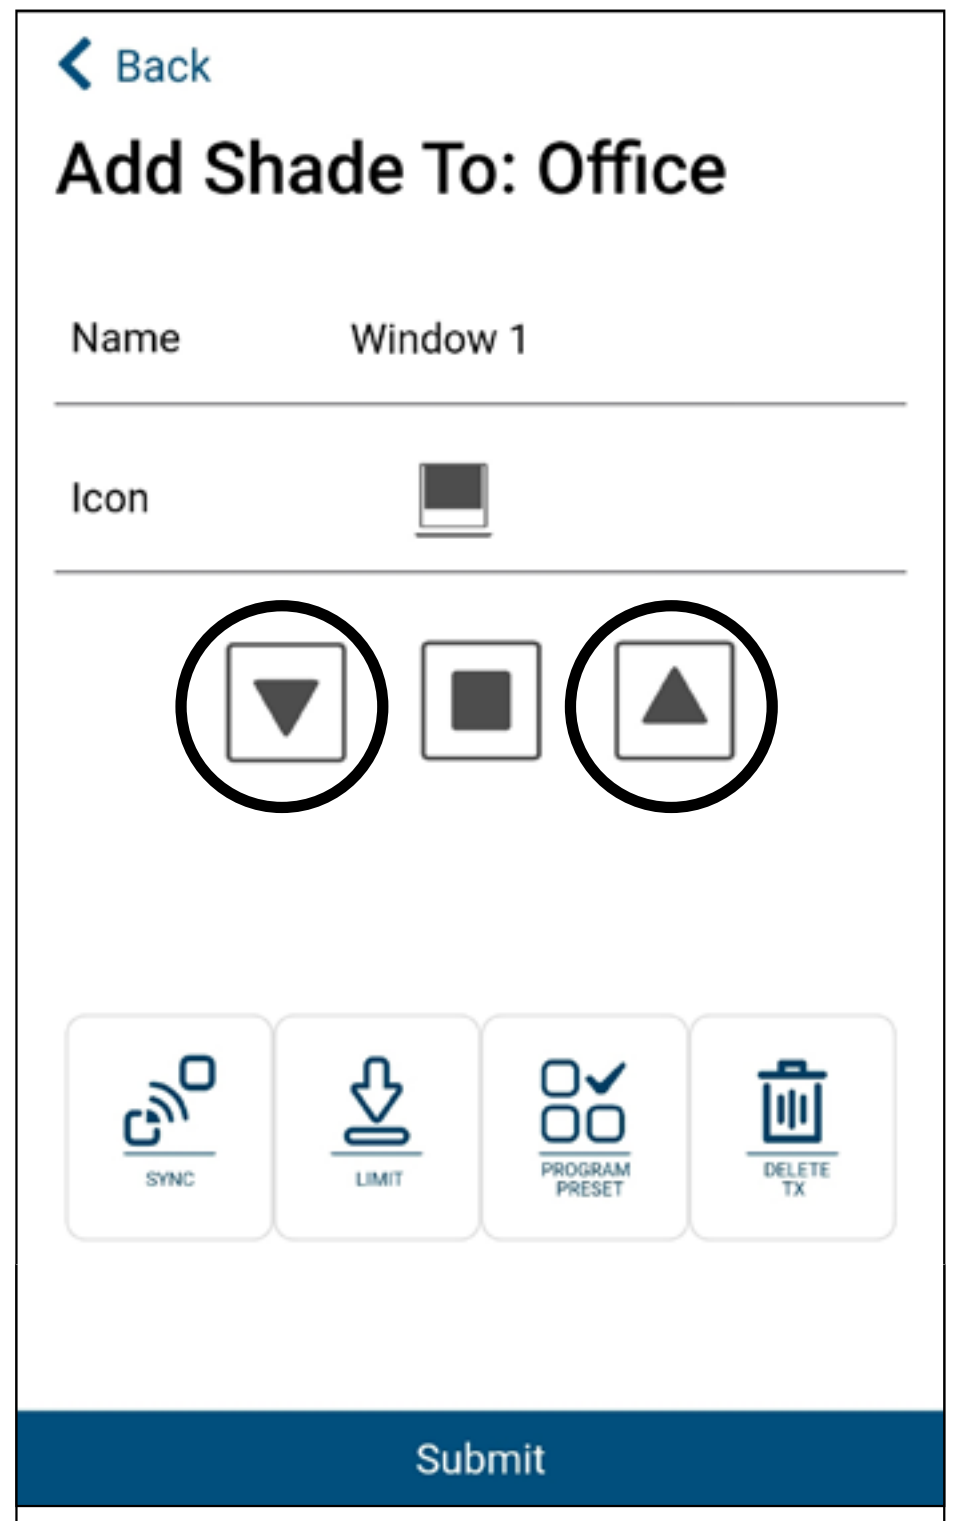 Back
Add Shade To: Office
Name Window 1
Icon
SYNC
LIMIT
PROGRAM
PRESET
DELETE
TX
Submit